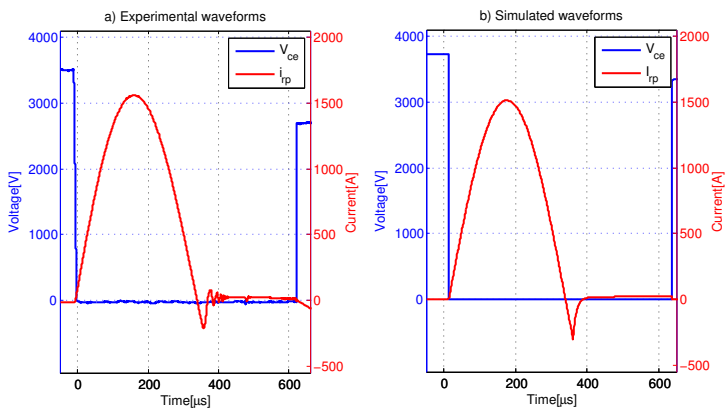 a) Experimental waveforms
V_ce
i_rp
4000
3000
2000
1000
0
Voltage[V]
2000
1500
1000
500
0
−500
Current[A]
0
200
400
600
Time[µs]
b) Simulated waveforms
V_ce
I_rp
4000
3000
2000
1000
0
Voltage[V]
2000
1500
1000
500
0
−500
Current[A]
0
200
400
600
Time[µs]